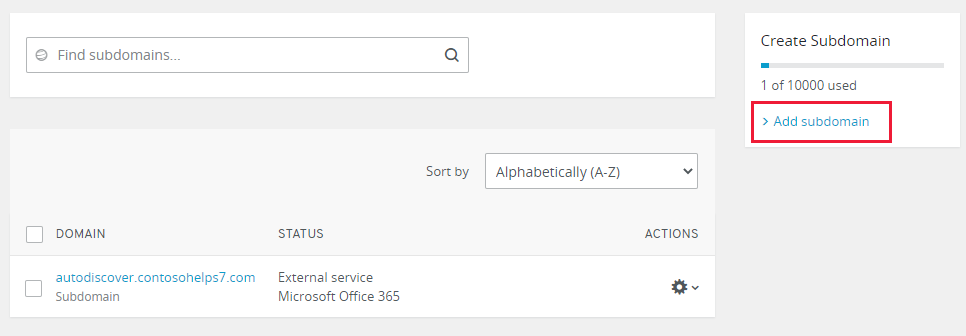 Find subdomains...
Create Subdomain
1 of 10000 used
Add subdomain
Sort by
Alphabetically (A-Z)
DOMAIN STATUS ACTIONS
autodiscover.contosohelps7.com External service
Subdomain Microsoft Office 365